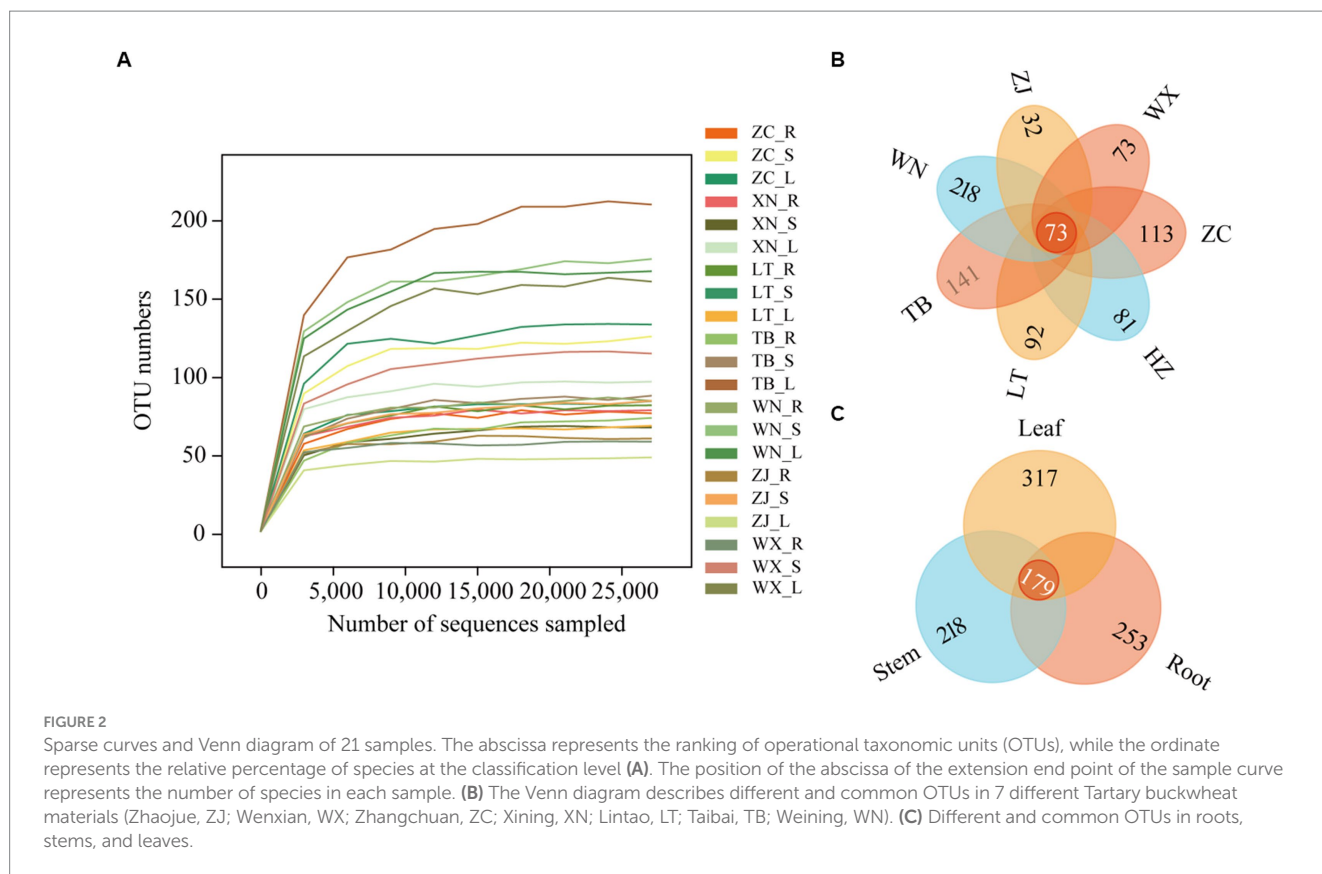 A
OTU numbers
200
150
100
50
0
0 5,000 10,000 15,000 20,000 25,000
Number of sequences sampled
ZC_R
ZC_S
ZC_L
XN_R
XN_S
XN_L
LT_R
LT_S
LT_L
TB_R
TB_S
TB_L
WN_R
WN_S
WN_L
ZJ_R
ZJ_S
ZJ_L
WX_R
WX_S
WX_L
B
ZJ
32
WX
73
WN
218
73
113
ZC
TB
141
81
HZ
92
LT
C
Leaf
317
179
Stem
218
253
Root
FIGURE 2
Sparse curves and Venn diagram of 21 samples. The abscissa represents the ranking of operational taxonomic units (OTUs), while the ordinate
represents the relative percentage of species at the classification level (A). The position of the abscissa of the extension end point of the sample curve
represents the number of species in each sample. (B) The Venn diagram describes different and common OTUs in 7 different Tartary buckwheat
materials (Zhaojue, ZJ; Wenxian, WX; Zhangchuan, ZC; Xining, XN; Lintao, LT; Taibai, TB; Weining, WN). (C) Different and common OTUs in roots,
stems, and leaves.